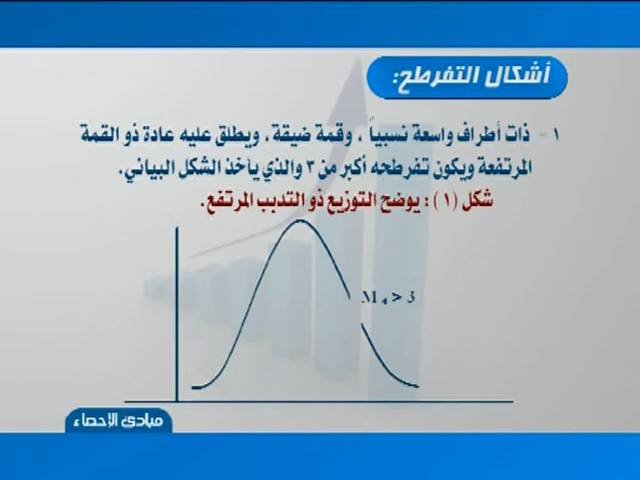 أشكال التفرطح:
١- ذات أطراف واسعة نسبياً ، وقمة ضيقة ، ويطلق عليه عادة ذو القمة
المرتفعة ويكون تفرطحه أكبر من ٣ والذي يأخذ الشكل البياني.
شكل (١) : يوضح التوزيع ذو التدبب المرتفع.
M₄ > 3
مبادئ الإحصاء